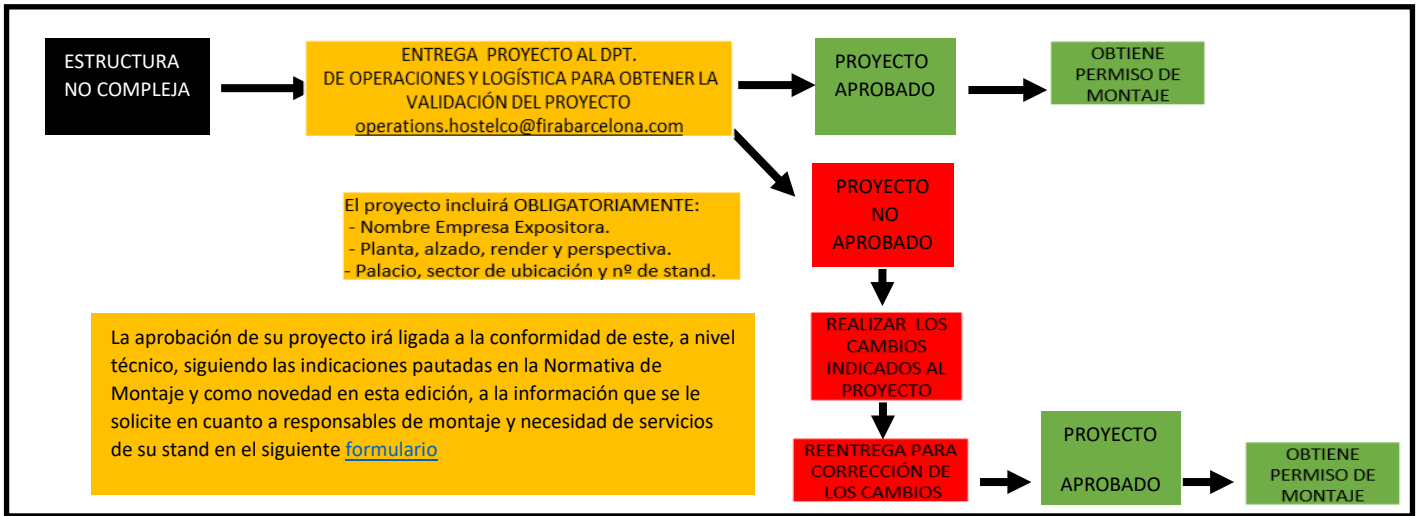 ESTRUCTURA
NO COMPLEJA
ENTREGA PROYECTO AL DPT.
DE OPERACIONES Y LOGÍSTICA PARA OBTENER LA
VALIDACIÓN DEL PROYECTO
operations.hostelco@firabarcelona.com
PROYECTO
APROBADO
OBTIENE
PERMISO DE
MONTAJE
El proyecto incluirá OBLIGATORIAMENTE:
- Nombre Empresa Expositora.
- Planta, alzado, render y perspectiva.
- Palacio, sector de ubicación y nº de stand.
PROYECTO
NO
APROBADO
La aprobación de su proyecto irá ligada a la conformidad de este, a nivel
técnico, siguiendo las indicaciones pautadas en la Normativa de
Montaje y como novedad en esta edición, a la información que se le
solicite en cuanto a responsables de montaje y necesidad de servicios
de su stand en el siguiente formulario
REALIZAR LOS
CAMBIOS
INDICADOS AL
PROYECTO
REENTREGA PARA
CORRECCIÓN DE
LOS CAMBIOS
PROYECTO
APROBADO
OBTIENE
PERMISO DE
MONTAJE